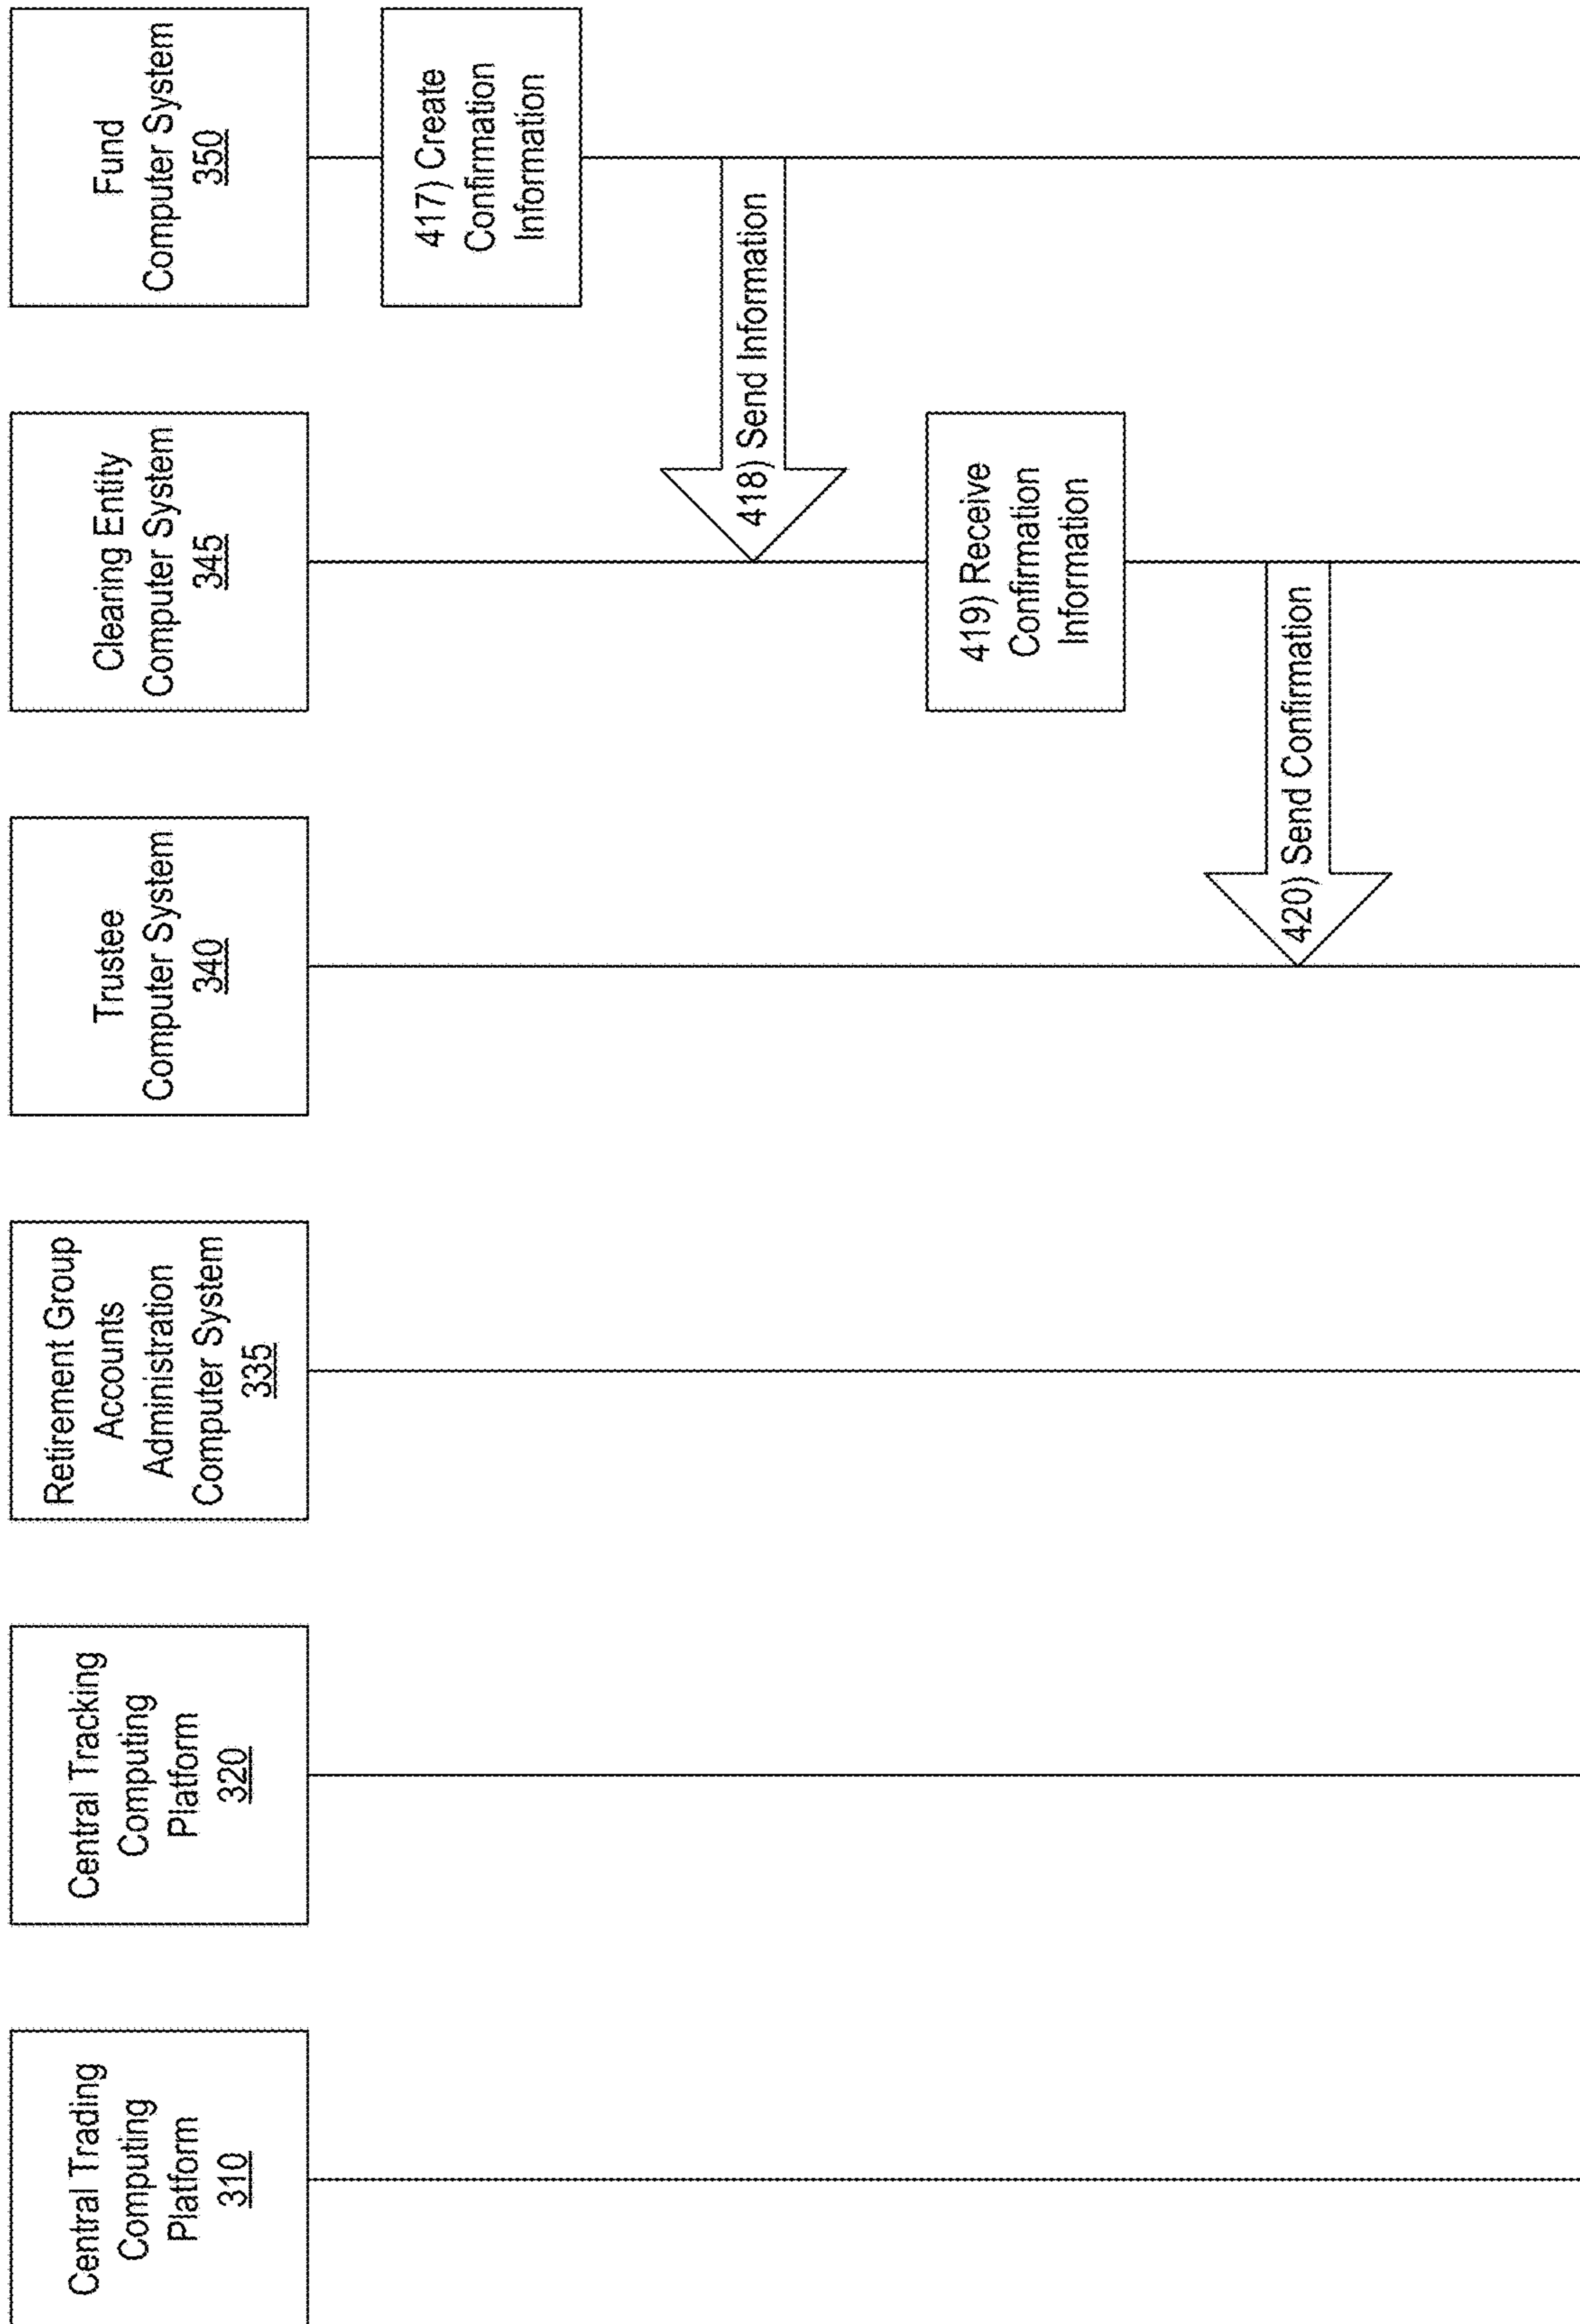 Central Trading
Computing
Platform
310
Central Tracking
Computing
Platform
320
Retirement Group
Accounts
Administration
Computer System
335
Trustee
Computer System
340
Clearing Entity
Computer System
345
Fund
Computer System
350
417) Create
Confirmation
Information
418) Send Information
419) Receive
Confirmation
Information
420) Send Confirmation